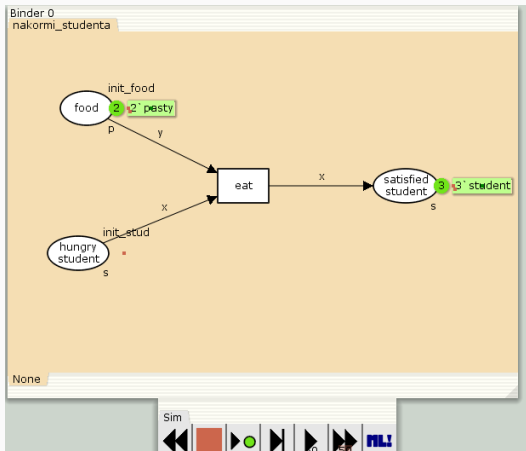 Binder 0
nakormi_studenta
init_food
food
2
2`pasty
p
y
eat
x
satisfied
student
3
3`student
s
x
init_stud
hungry
student
s
None
Sim
ML!